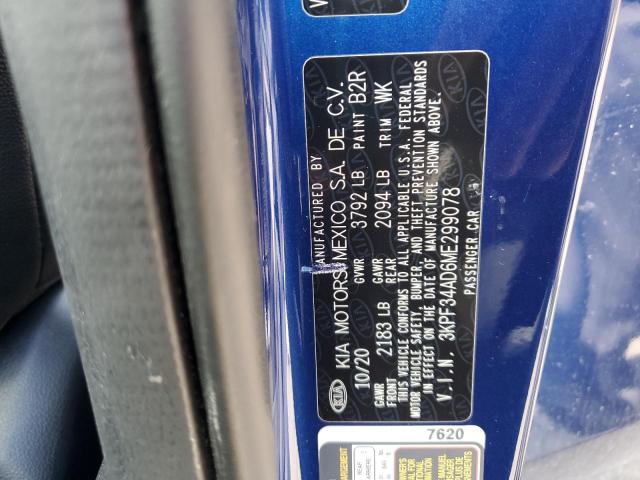 MANUFACTURED BY
KIA KIA MOTORS MEXICO S.A. DE C.V.
10/20 GVWR 3792 LB PAINT B2R
GAWR FRONT 2183 LB GAWR REAR 2094 LB TRIM WK
THIS VEHICLE CONFORMS TO ALL APPLICABLE U.S.A. FEDERAL
MOTOR VEHICLE SAFETY, BUMPER, AND THEFT PREVENTION STANDARDS
IN EFFECT ON THE DATE OF MANUFACTURE SHOWN ABOVE.
V.I.N. 3KPF34AD6ME299078
PASSENGER CAR
7620